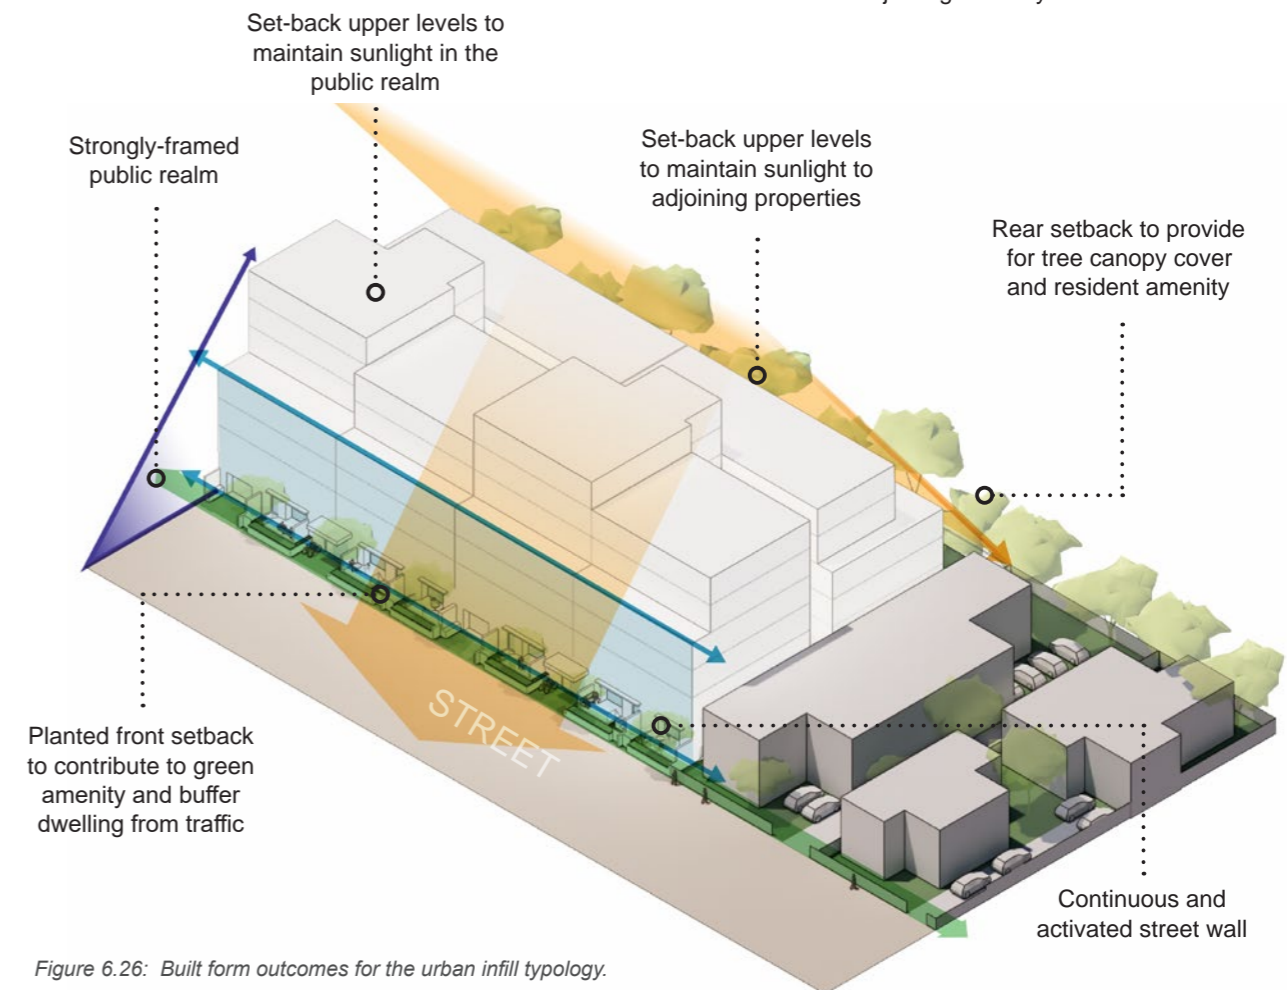 Set-back upper levels to
maintain sunlight in the
public realm
Strongly-framed
public realm
Set-back upper levels
to maintain sunlight to
adjoining properties
Rear setback to provide
for tree canopy cover
and resident amenity
STREET
Planted front setback
to contribute to green
amenity and buffer
dwelling from traffic
Continuous and
activated street wall
Figure 6.26: Built form outcomes for the urban infill typology.